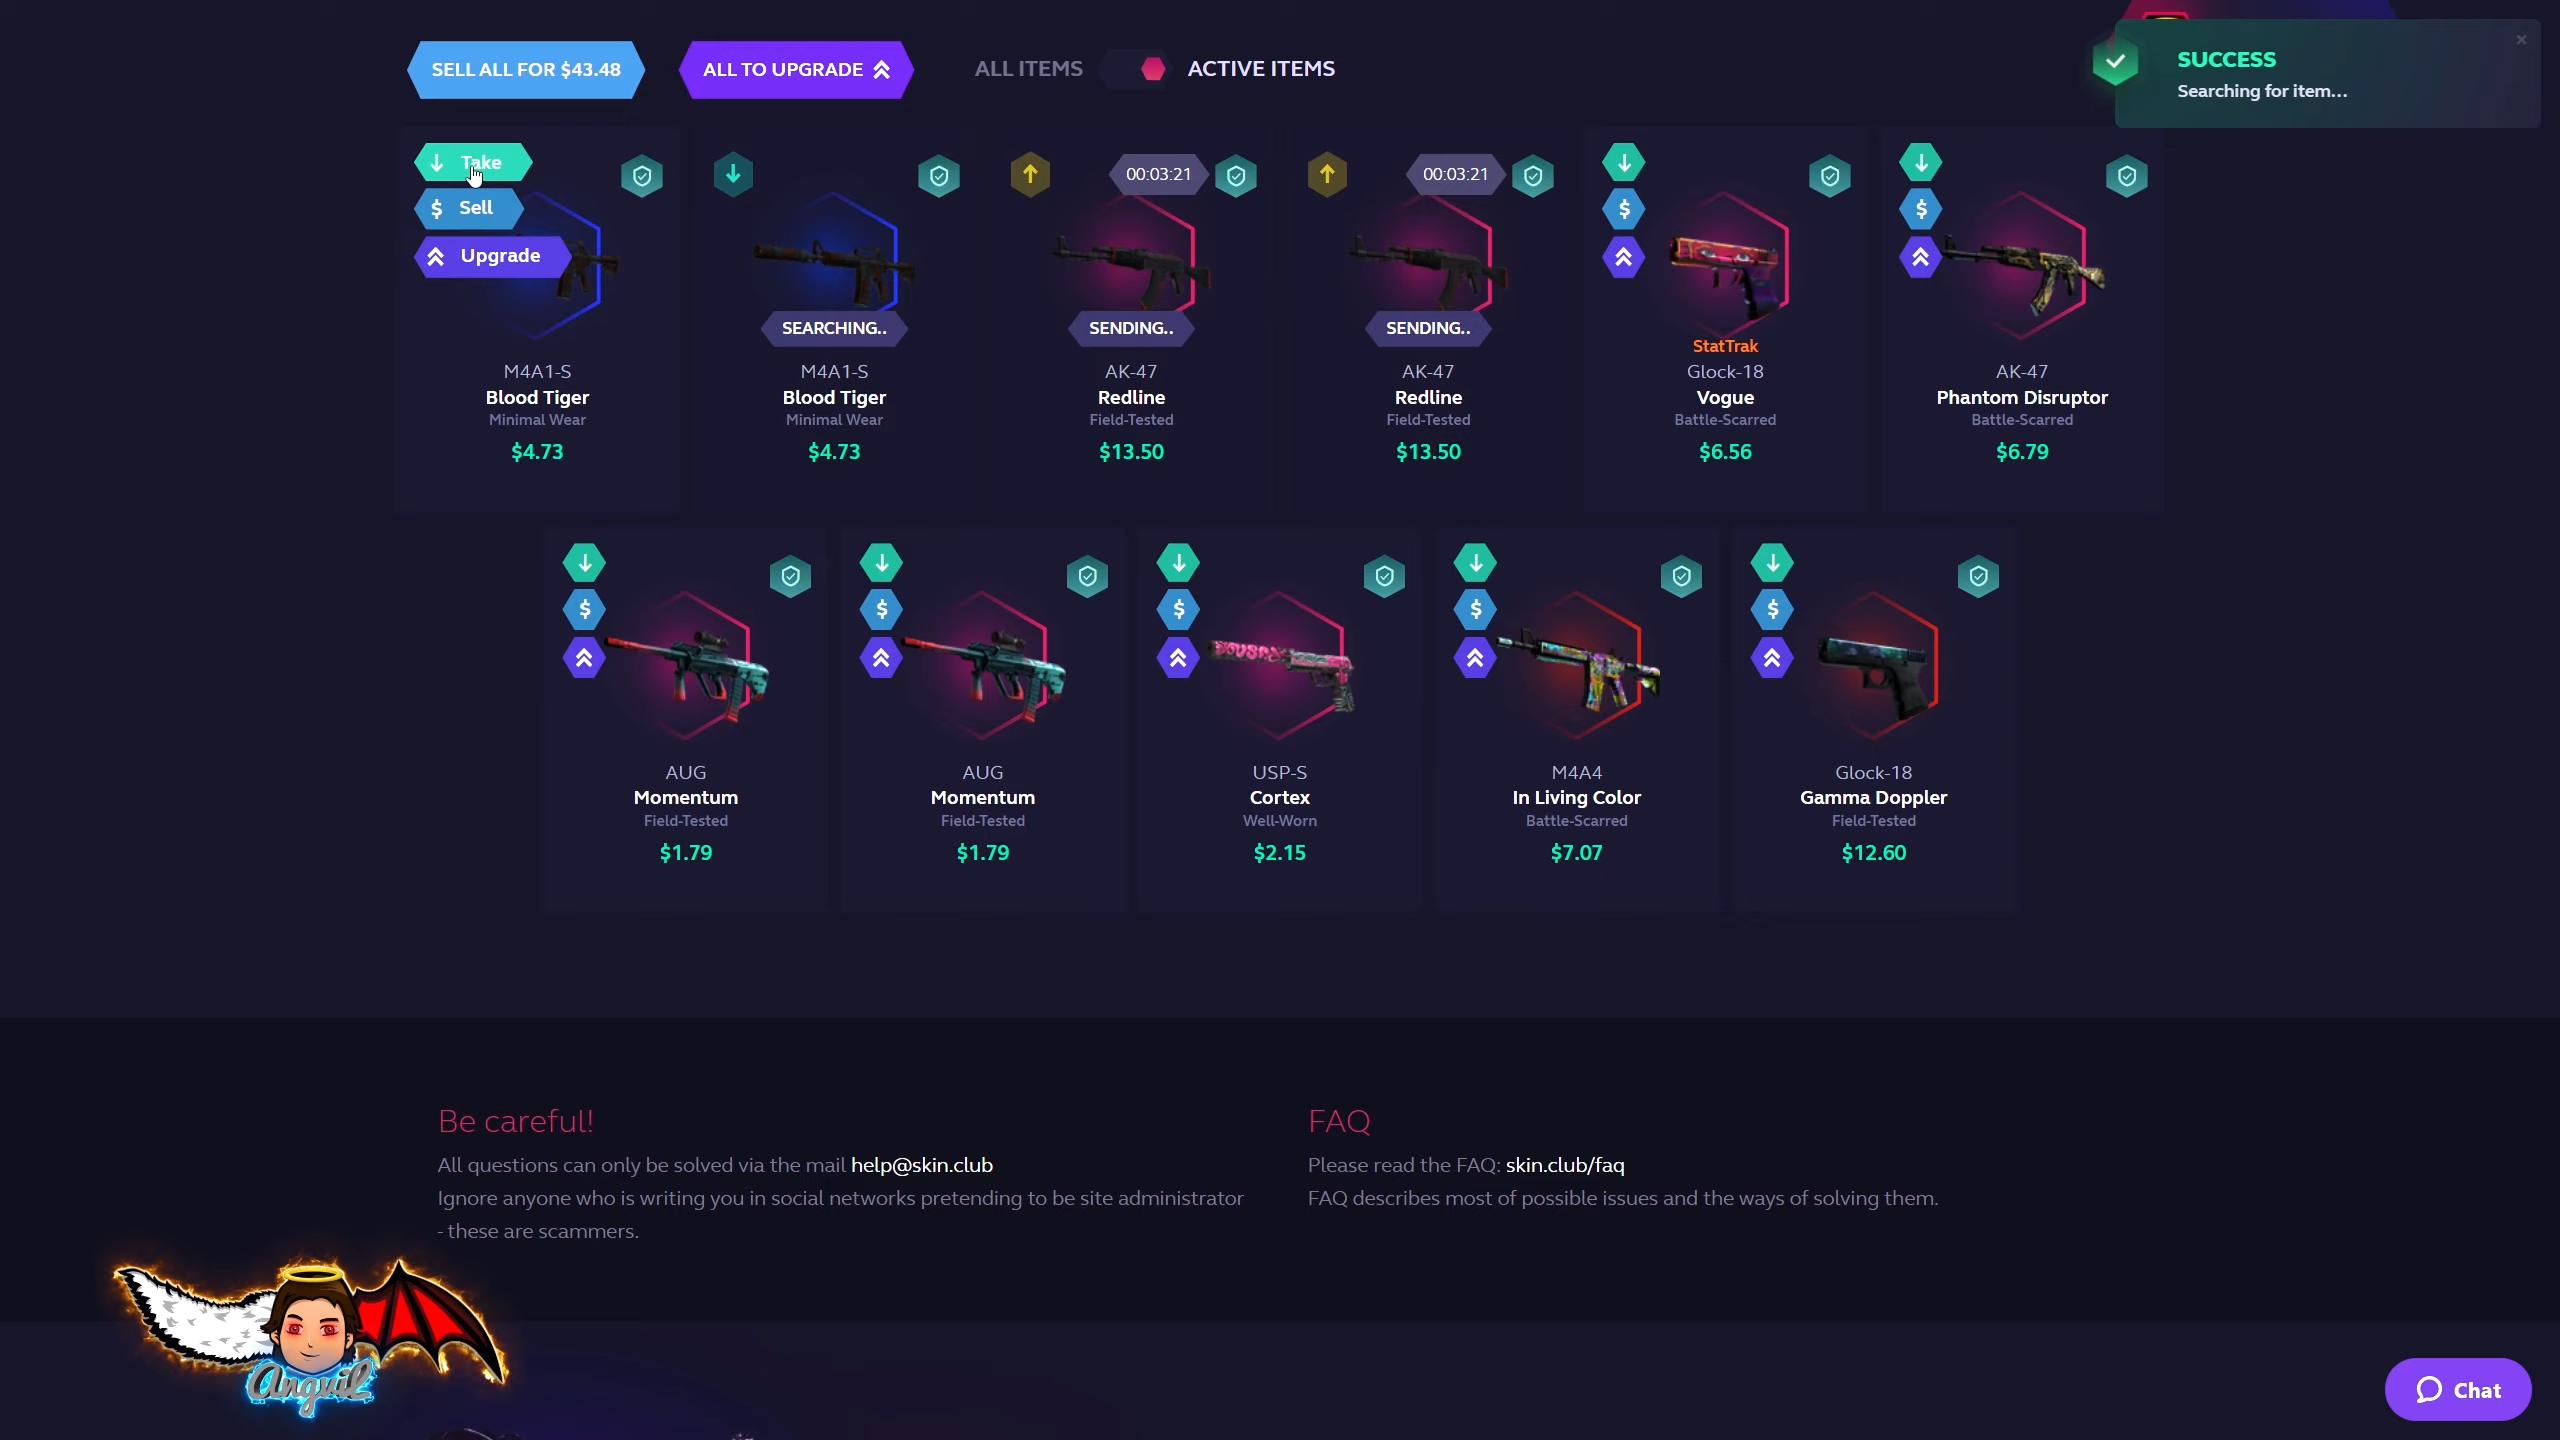 SELL ALL FOR $43.48
ALL TO UPGRADE
ALL ITEMS
ACTIVE ITEMS
SUCCESS
Searching for item...
Take
Sell
Upgrade
M4A1-S
Blood Tiger
Minimal Wear
$4.73
SEARCHING..
M4A1-S
Blood Tiger
Minimal Wear
$4.73
00:03:21
SENDING..
AK-47
Redline
Field-Tested
$13.50
00:03:21
SENDING..
AK-47
Redline
Field-Tested
$13.50
StatTrak
Glock-18
Vogue
Battle-Scarred
$6.56
AK-47
Phantom Disruptor
Battle-Scarred
$6.79
AUG
Momentum
Field-Tested
$1.79
AUG
Momentum
Field-Tested
$1.79
USP-S
Cortex
Well-Worn
$2.15
M4A4
In Living Color
Battle-Scarred
$7.07
Glock-18
Gamma Doppler
Field-Tested
$12.60
Be careful!
All questions can only be solved via the mail help@skin.club
Ignore anyone who is writing you in social networks pretending to be site administrator
- these are scammers.
FAQ
Please read the FAQ: skin.club/faq
FAQ describes most of possible issues and the ways of solving them.
Angvil
Chat